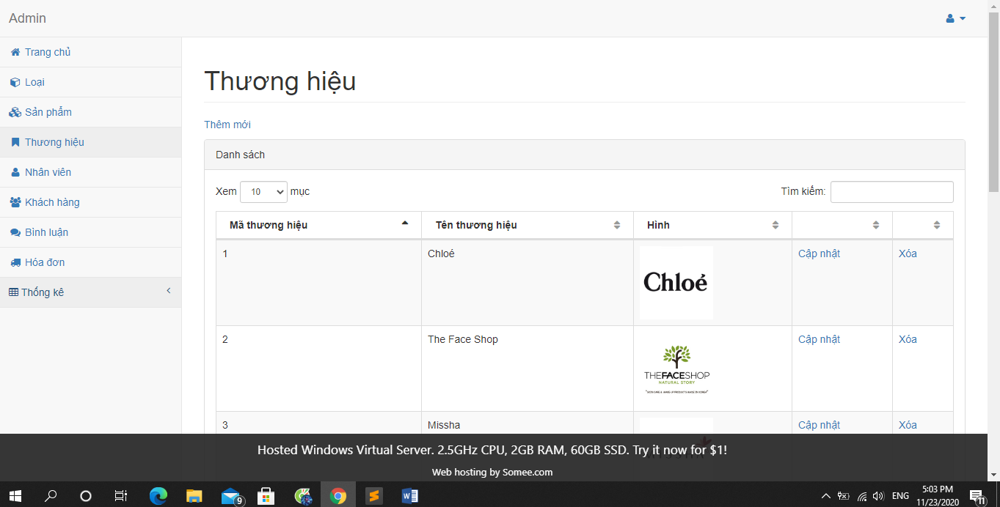 Admin
Trang chủ
Loại
Sản phẩm
Thương hiệu
Nhân viên
Khách hàng
Bình luận
Hóa đơn
Thống kê
Thương hiệu
Thêm mới
Danh sách
Xem 10 mục
Tìm kiếm:
Mã thương hiệu Tên thương hiệu Hình
1 Chloé Chloé Cập nhật Xóa
2 The Face Shop Cập nhật Xóa
THEFACESHOP
NATURAL STORY
3 Missha Cập nhật Xóa
Hosted Windows Virtual Server. 2.5GHz CPU, 2GB RAM, 60GB SSD. Try it now for $1!
Web hosting by Somee.com
9
ENG
5:03 PM
11/23/2020
11